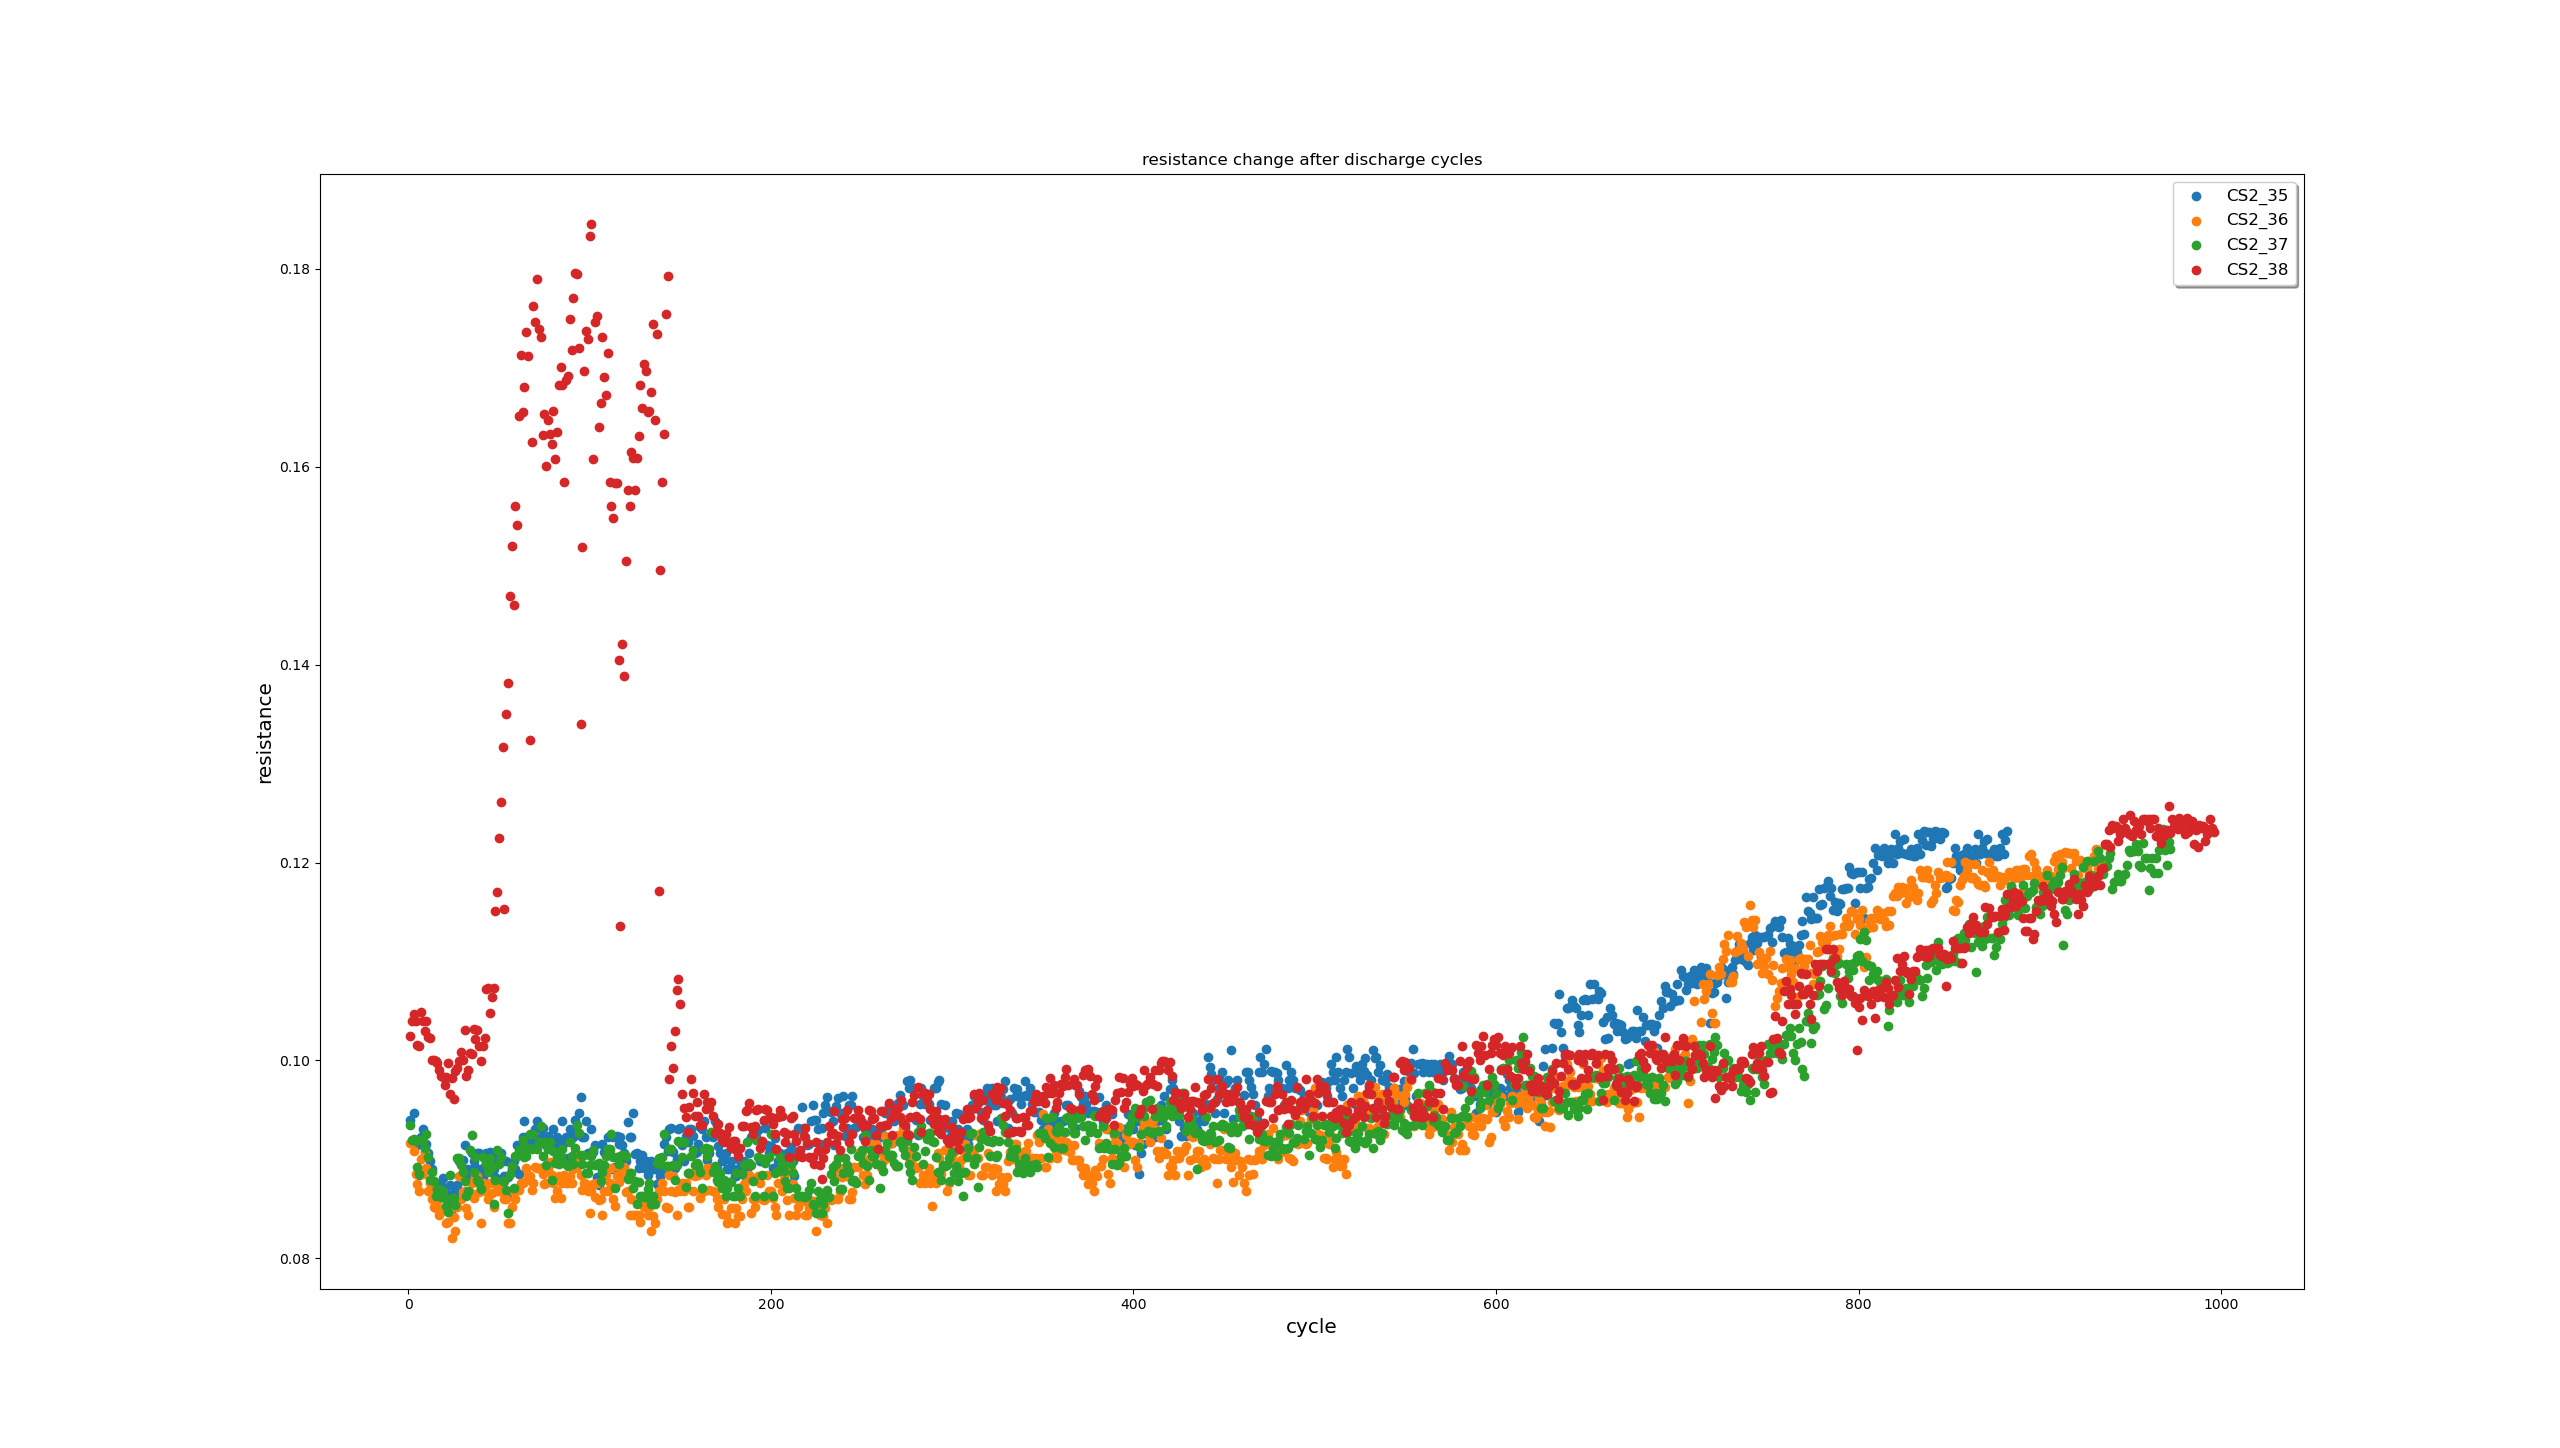 resistance change after discharge cycles
CS2_35
CS2_36
CS2_37
CS2_38
0.18
0.16
0.14
0.12
0.10
0.08
resistance
0 200 400 600 800 1000
cycle